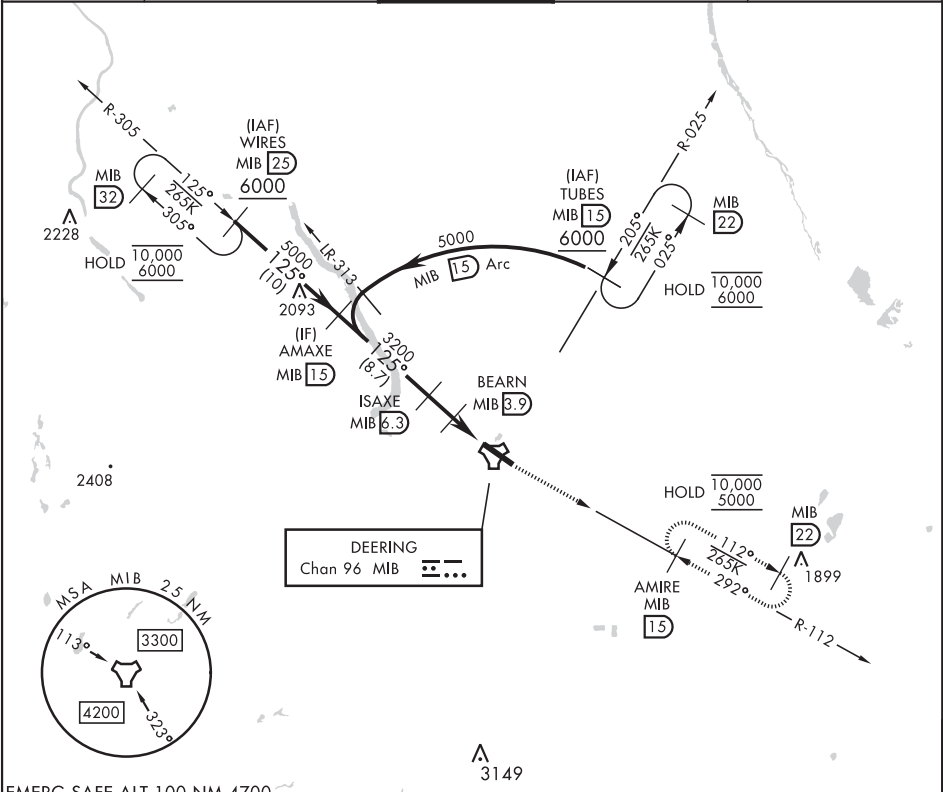 R-305
(IAF)
WIRES
MIB 25
6000
MIB
32
125°
265K
305°
2228
HOLD 10,000
6000
5000
125°
(10)
2093
LR-313
(IF)
AMAXE
MIB 15
5000
MIB 15 Arc
(IAF)
TUBES
MIB 15
6000
R-025
205°
265K
025°
MIB
22
HOLD 10,000
6000
3200
125°
(8.7)
ISAXE
MIB 6.3
BEARN
MIB 3.9
2408
DEERING
Chan 96 MIB
HOLD 10,000
5000
MIB
22
1899
112°
265K
292°
AMIRE
MIB
15
R-112
MSA MIB 25 NM
113°
3300
4200
323°
3149
EMERG SAFE ALT 100 NM 4700